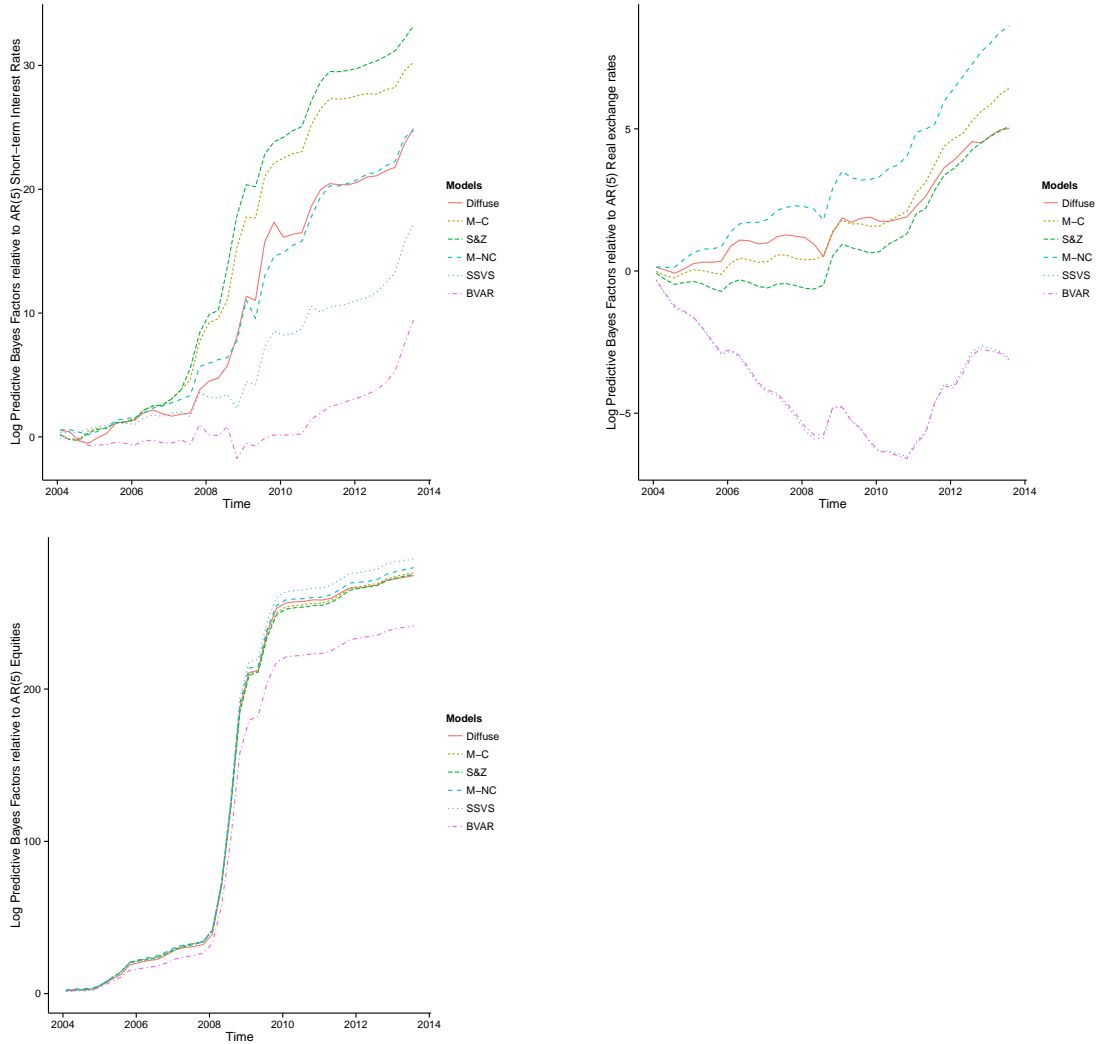 Log Predictive Bayes Factors relative to AR(5) Short−term Interest Rates
30
20
10
0
2004 2006 2008 2010 2012 2014
Time
Models
Diffuse
M−C
S&Z
M−NC
SSVS
BVAR
Log Predictive Bayes Factors relative to AR(5) Real exchange rates
5
0
−5
2004 2006 2008 2010 2012 2014
Time
Models
Diffuse
M−C
S&Z
M−NC
SSVS
BVAR
Log Predictive Bayes Factors relative to AR(5) Equities
200
100
0
2004 2006 2008 2010 2012 2014
Time
Models
Diffuse
M−C
S&Z
M−NC
SSVS
BVAR